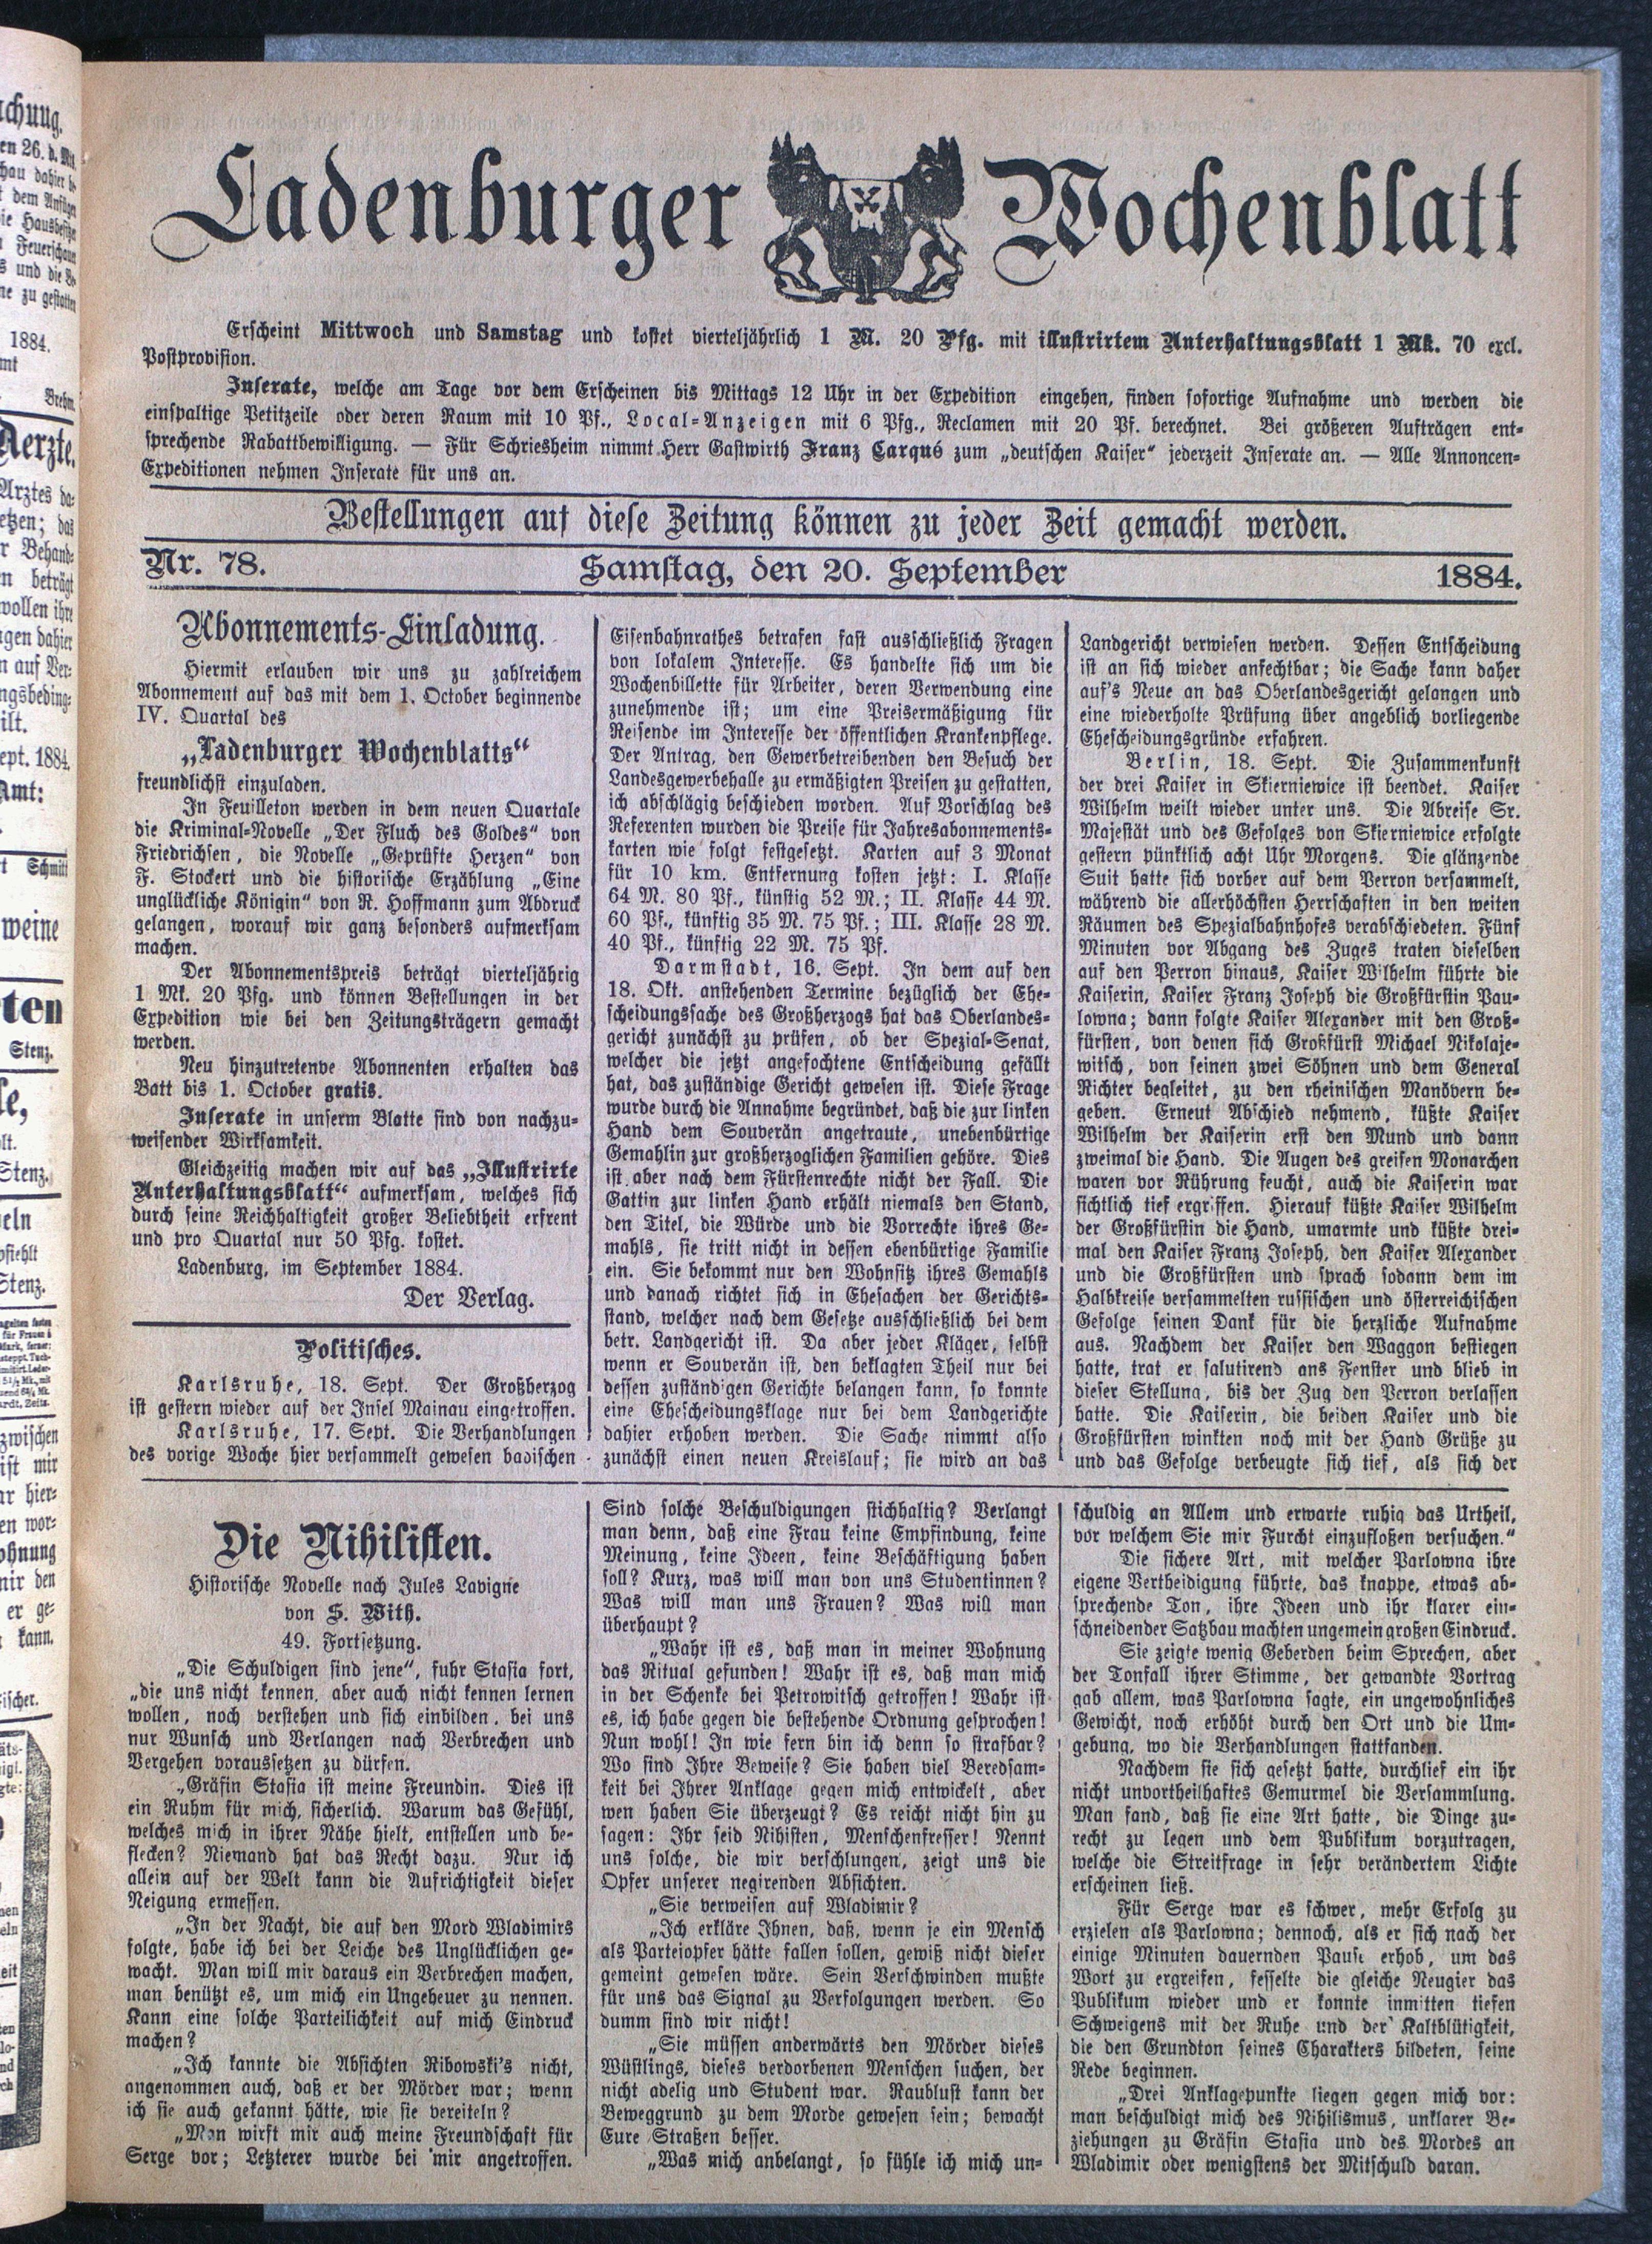 Ladenburger Wochenblatt
Erscheint Mittwoch und Samstag und kostet vierteljährlich 1 M. 20 Pfg. mit illustrirtem Unterhaltungsblatt 1 Mk. 70 excl.
Postprovision.
Inserate, welche am Tage vor dem Erscheinen bis Mittags 12 Uhr in der Expedition eingehen, finden sofortige Aufnahme und werden die
einspaltige Petitzeile oder deren Raum mit 10 Pf., Local-Anzeigen mit 6 Pfg., Reclamen mit 20 Pf. berechnet. Bei größeren Aufträgen ent-
sprechende Rabattbewilligung. — Für Schriesheim nimmt Herr Gastwirth Franz Carqué zum „deutschen Kaiser“ jederzeit Inserate an. — Alle Annoncen-
Expeditionen nehmen Inserate für uns an.
Bestellungen auf diese Zeitung können zu jeder Zeit gemacht werden.
Nr. 78. Samstag, den 20. September 1884.
Abonnements-Einladung.
Hiermit erlauben wir uns zu zahlreichem
Abonnement auf das mit dem 1. October beginnende
IV. Quartal des
„Ladenburger Wochenblatts“
freundlichst einzuladen.
In Feuilleton werden in dem neuen Quartale
die Kriminal-Novelle „Der Fluch des Goldes“ von
Friedrichsen, die Novelle „Geprüfte Herzen“ von
F. Stockert und die historische Erzählung „Eine
unglückliche Königin“ von R. Hoffmann zum Abdruck
gelangen, worauf wir ganz besonders aufmerksam
machen.
Der Abonnementspreis beträgt vierteljährig
1 Mk. 20 Pfg. und können Bestellungen in der
Expedition wie bei den Zeitungsträgern gemacht
werden.
Neu hinzutretende Abonnenten erhalten das
Batt bis 1. October gratis.
Inserate in unserm Blatte sind von nachzu-
weisender Wirksamkeit.
Gleichzeitig machen wir auf das „Illustrirte
Unterhaltungsblatt“ aufmerksam, welches sich
durch seine Reichhaltigkeit großer Beliebtheit erfrent
und pro Quartal nur 50 Pfg. kostet.
Ladenburg, im September 1884.
Der Verlag.
Politisches.
Karlsruhe, 18. Sept. Der Großherzog
ist gestern wieder auf der Insel Mainau eingetroffen.
Karlsruhe, 17. Sept. Die Verhandlungen
des vorige Woche hier versammelt gewesen badischen
Eisenbahnrathes betrafen fast ausschließlich Fragen
von lokalem Interesse. Es handelte sich um die
Wochenbillette für Arbeiter, deren Verwendung eine
zunehmende ist; um eine Preisermäßigung für
Reisende im Interesse der öffentlichen Krankenpflege.
Der Antrag, den Gewerbetreibenden den Besuch der
Landesgewerbehalle zu ermäßigten Preisen zu gestatten,
ich abschlägig beschieden worden. Auf Vorschlag des
Referenten wurden die Preise für Jahresabonnements-
karten wie folgt festgesetzt. Karten auf 3 Monat
für 10 km. Entfernung kosten jetzt: I. Klasse
64 M. 80 Pf., künstig 52 M.; II. Klasse 44 M.
60 Pf., künftig 35 M. 75 Pf.; III. Klasse 28 M.
40 Pf., künftig 22 M. 75 Pf.
Darmstadt, 16. Sept. In dem auf den
18. Okt. anstehenden Termine bezüglich der Ehe-
scheidungssache des Großherzogs hat das Oberlandes-
gericht zunächst zu prüfen, ob der Spezial-Senat,
welcher die jetzt angefochtene Entscheidung gefällt
hat, das zuständige Gericht gewesen ist. Diese Frage
wurde durch die Annahme begründet, daß die zur linken
Hand dem Souverän angetraute, unebenbürtige
Gemahlin zur großherzoglichen Familien gehöre. Dies
ist aber nach dem Fürstenrechte nicht der Fall. Die
Gattin zur linken Hand erhält niemals den Stand,
den Titel, die Würde und die Vorrechte ihres Ge-
mahls, sie tritt nicht in dessen ebenbürtige Familie
ein. Sie bekommt nur den Wohnsitz ihres Gemahls
und danach richtet sich in Ehesachen der Gerichts-
stand, welcher nach dem Gesetze ausschließlich bei dem
betr. Landgericht ist. Da aber jeder Kläger, selbst
wenn er Souverän ist, den beklagten Theil nur bei
dessen zuständigen Gerichte belangen kann, so konnte
eine Ehescheidungsklage nur bei dem Landgerichte
dahier erhoben werden. Die Sache nimmt also
zunächst einen neuen Kreislauf; sie wird an das
Landgericht verwiesen werden. Dessen Entscheidung
ist an sich wieder anfechtbar; die Sache kann daher
auf's Neue an das Oberlandesgericht gelangen und
eine wiederholte Prüfung über angeblich vorliegende
Ehescheidungsgründe erfahren.
Berlin, 18. Sept. Die Zusammenkunft
der drei Kaiser in Skierniewice ist beendet. Kaiser
Wilhelm weilt wieder unter uns. Die Abreise Sr.
Majestät und des Gefolges von Skierniewice erfolgte
gestern pünktlich acht Uhr Morgens. Die glänzende
Suit hatte sich vorher auf dem Perron versammelt,
während die allerhöchsten Herrschaften in den weiten
Räumen des Spezialbahnhofes verabschiedeten. Fünf
Minuten vor Abgang des Zuges traten dieselben
auf den Perron hinaus, Kaiser Wilhelm führte die
Kaiserin, Kaiser Franz Joseph die Großfürstin Pau-
lowna; dann folgte Kaiser Alexander mit den Groß-
fürsten, von denen sich Großfürst Michael Nikolaje-
witsch, von seinen zwei Söhnen und dem General
Richter begleitet, zu den rheinischen Manövern be-
geben. Erneut Abschied nehmend, küßte Kaiser
Wilhelm der Kaiserin erst den Mund und dann
zweimal die Hand. Die Augen des greisen Monarchen
waren vor Rührung feucht, auch die Kaiserin war
sichtlich tief ergriffen. Hierauf küßte Kaiser Wilhelm
der Großfürstin die Hand, umarmte und küßte drei-
mal den Kaiser Franz Joseph, den Kaiser Alexander
und die Großfürsten und sprach sodann dem im
Halbkreise versammelten russischen und österreichischen
Gefolge seinen Dank für die herzliche Aufnahme
aus. Nachdem der Kaiser den Waggon bestiegen
hatte, trat er salutirend ans Fenster und blieb in
dieser Stellung, bis der Zug den Perron verlassen
hatte. Die Kaiserin, die beiden Kaiser und die
Großfürsten winkten noch mit der Hand Grüße zu
und das Gefolge verbeugte sich tief, als sich der
Die Nihilisten.
Historische Novelle nach Jules Lavigne
von S. With.
49. Fortsetzung.
„Die Schuldigen sind jene“, fuhr Stasia fort,
„die uns nicht kennen, aber auch nicht kennen lernen
wollen, noch verstehen und sich einbilden, bei uns
nur Wunsch und Verlangen nach Verbrechen und
Vergehen voraussetzen zu dürfen.
„Gräfin Stasia ist meine Freundin. Dies ist
ein Ruhm für mich, sicherlich. Warum das Gefühl,
welches mich in ihrer Nähe hielt, entstellen und be-
flecken? Niemand hat das Recht dazu. Nur ich
allein auf der Welt kann die Aufrichtigkeit dieser
Neigung ermessen.
„In der Nacht, die auf den Mord Wladimirs
folgte, habe ich bei der Leiche des Unglücklichen ge-
wacht. Man will mir daraus ein Verbrechen machen,
man benützt es, um mich ein Ungeheuer zu nennen.
Kann eine solche Parteilichkeit auf mich Eindruck
machen?
„Ich kannte die Absichten Ribowski's nicht,
angenommen auch, daß er der Mörder war; wenn
ich sie auch gekannt hätte, wie sie vereiteln?
„Man wirft mir auch meine Freundschaft für
Serge vor; Letzterer wurde bei mir angetroffen.
Sind solche Beschuldigungen stichhaltig? Verlangt
man denn, daß eine Frau keine Empfindung, keine
Meinung, keine Ideen, keine Beschäftigung haben
soll? Kurz, was will man von uns Studentinnen?
Was will man uns Frauen? Was will man
überhaupt?
„Wahr ist es, daß man in meiner Wohnung
das Ritual gefunden! Wahr ist es, daß man mich
in der Schenke bei Petrowitsch getroffen! Wahr ist
es, ich habe gegen die bestehende Ordnung gesprochen!
Nun wohl! In wie fern bin ich denn so strafbar?
Wo sind Ihre Beweise? Sie haben viel Beredsam-
keit bei Ihrer Anklage gegen mich entwickelt, aber
wen haben Sie überzeugt? Es reicht nicht hin zu
sagen: Ihr seid Nihisten, Menschenfresser! Nennt
uns solche, die wir verschlungen, zeigt uns die
Opfer unserer negirenden Absichten.
„Sie verweisen auf Wladimir?
„Ich erkläre Ihnen, daß, wenn je ein Mensch
als Parteiopfer hätte fallen sollen, gewiß nicht dieser
gemeint gewesen wäre. Sein Verschwinden mußte
für uns das Signal zu Verfolgungen werden. So
dumm sind wir nicht!
„Sie müssen anderwärts den Mörder dieses
Wüstlings, dieses verdorbenen Menschen suchen, der
nicht adelig und Student war. Raublust kann der
Beweggrund zu dem Morde gewesen sein; bewacht
Eure Straßen besser.
„Was mich anbelangt, so fühle ich mich un-
schuldig an Allem und erwarte ruhig das Urtheil,
vor welchem Sie mir Furcht einzufloßen versuchen.“
Die sichere Art, mit welcher Parlowna ihre
eigene Vertheidigung führte, das knappe, etwas ab-
sprechende Ton, ihre Ideen und ihr klarer ein-
schneidender Satzbau machten ungemein großen Eindruck.
Sie zeigte wenig Geberden beim Sprechen, aber
der Tonfall ihrer Stimme, der gewandte Vortrag
gab allem, was Parlowna sagte, ein ungewohnliches
Gewicht, noch erhöht durch den Ort und die Um-
gebung, wo die Verhandlungen stattfanden.
Nachdem sie sich gesetzt hatte, durchlief ein ihr
nicht unvortheilhaftes Gemurmel die Versammlung.
Man fand, daß sie eine Art hatte, die Dinge zu-
recht zu legen und dem Publikum vorzutragen,
welche die Streitfrage in sehr verändertem Lichte
erscheinen ließ.
Für Serge war es schwer, mehr Erfolg zu
erzielen als Parlowna; dennoch, als er sich nach der
einige Minuten dauernden Pause erhob, um das
Wort zu ergreifen, fesselte die gleiche Neugier das
Publikum wieder und er konnte inmitten tiefen
Schweigens mit der Ruhe und der Kaltblütigkeit,
die den Grundton seines Charakters bildeten, seine
Rede beginnen.
„Drei Anklagepunkte liegen gegen mich vor:
man beschuldigt mich des Nihilismus, unklarer Be-
ziehungen zu Gräfin Stasia und des Mordes an
Wladimir oder wenigstens der Mitschuld daran.